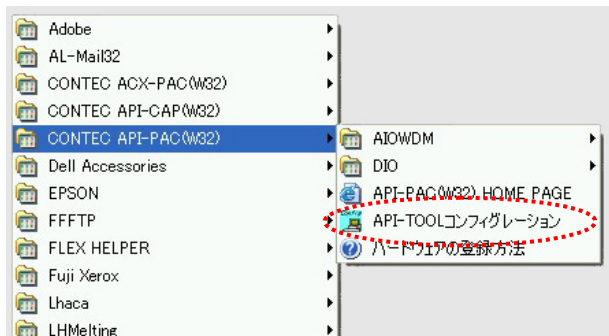 Adobe
AL-Mail32
CONTEC ACX-PAC(W32)
CONTEC API-CAP(W32)
CONTEC API-PAC(W32)
Dell Accessories
EPSON
FFFTP
FLEX HELPER
Fuji Xerox
Lhaca
LHMelting
AIOWDM
DIO
API-PAC(W32) HOME PAGE
API-TOOLコンフィグレーション
ハードウェアの登録方法